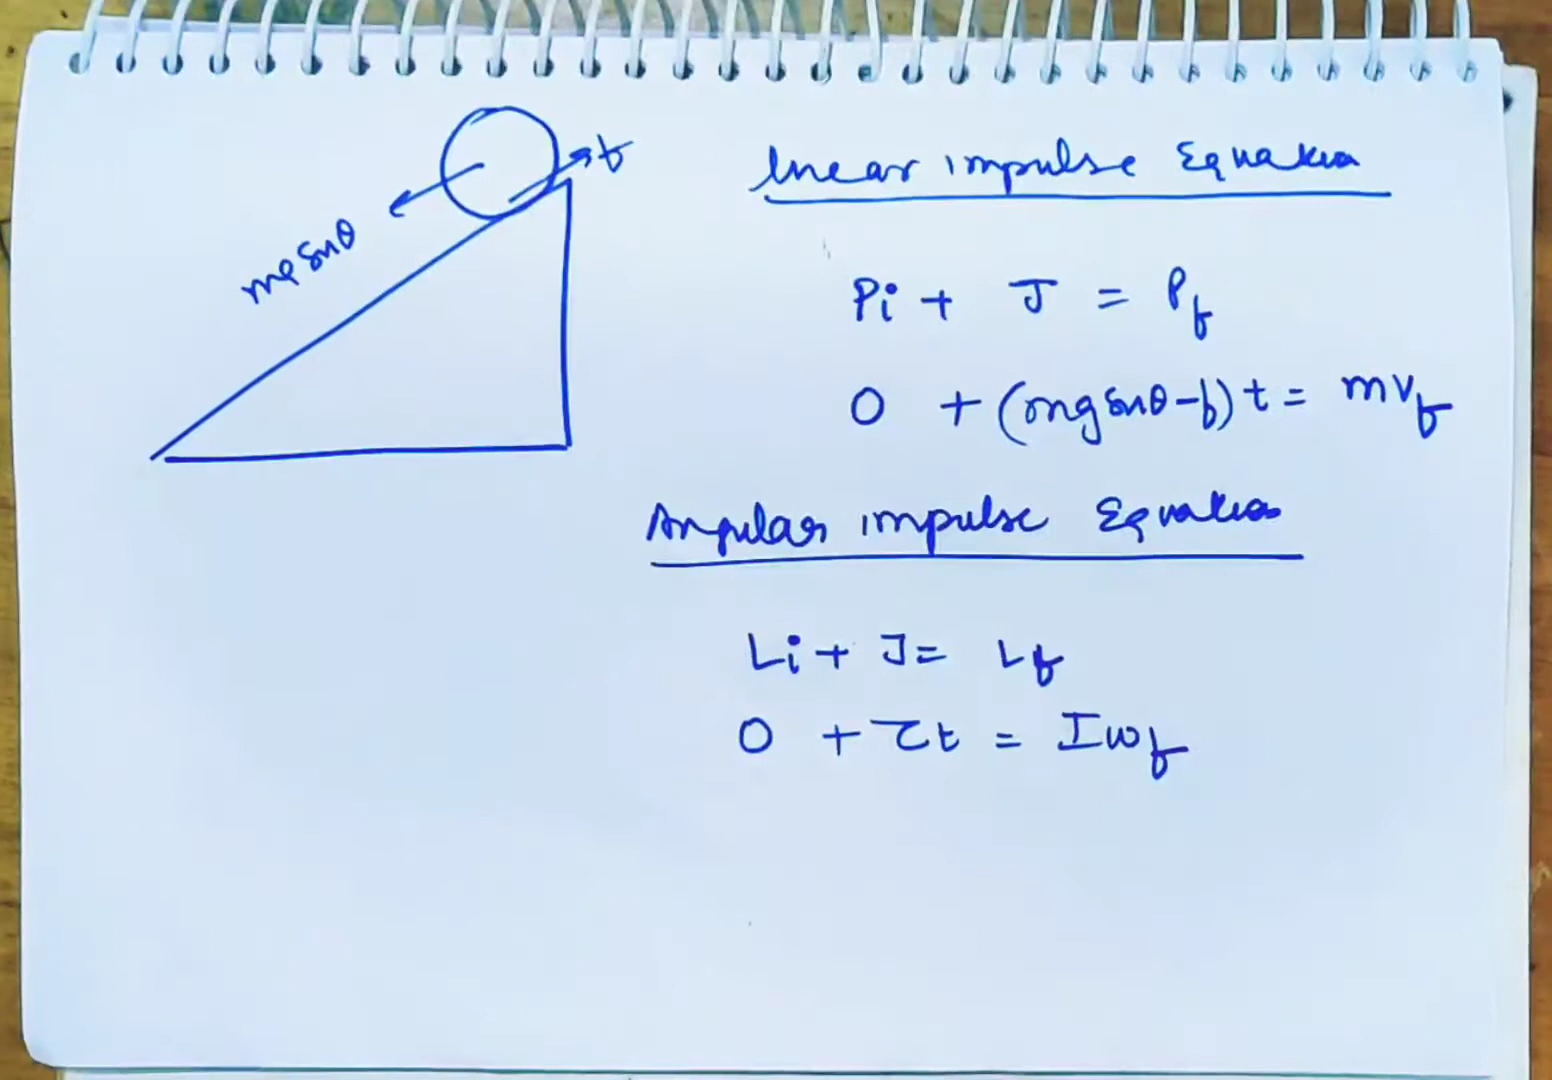 f
mg sinθ
linear impulse Equation
Pi + J = Pf
0 + (mg sinθ-f) t = mvf
Angular impulse Equation
Li + J = Lf
0 + τt = Iωf